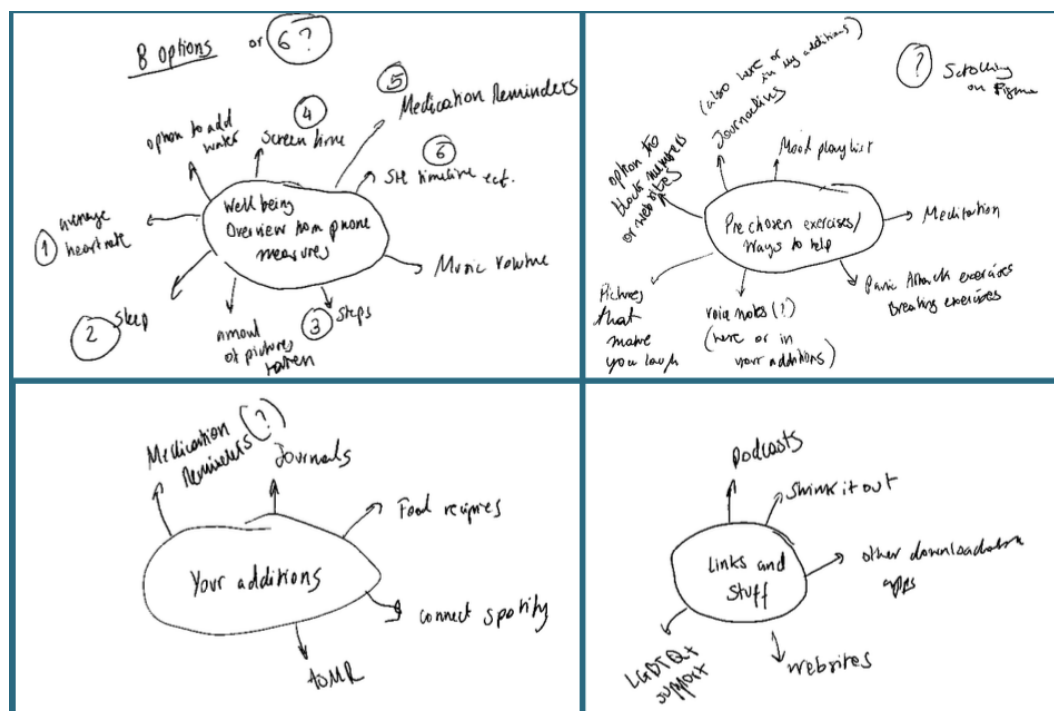 8 options or 6?
5
Medication Reminders
4
Screen time
option to add
water
6
SH timeline ect.
Well being
Overview from phone
measures
1
average
heart rate
Music volume
2
Sleep
amount
of pictures
taken
3
Steps
?
Scrolling
on Figma
(also here or
in my additions)
Journaling
Mood playlist
option to
block numbers
or websites
Pre chosen exercises/
Ways to help
Meditation
Panic Attack exercises
Breathing exercises
Pictures
that
make
you laugh
voice notes (?)
(here or in
your additions)
Medication (?)
Reminders
Journals
Food recipies
Your additions
connect spotify
ASMR
Podcasts
Shrink it out
Links and
stuff
other downloadable
apps
LGBTQ+
support
websites